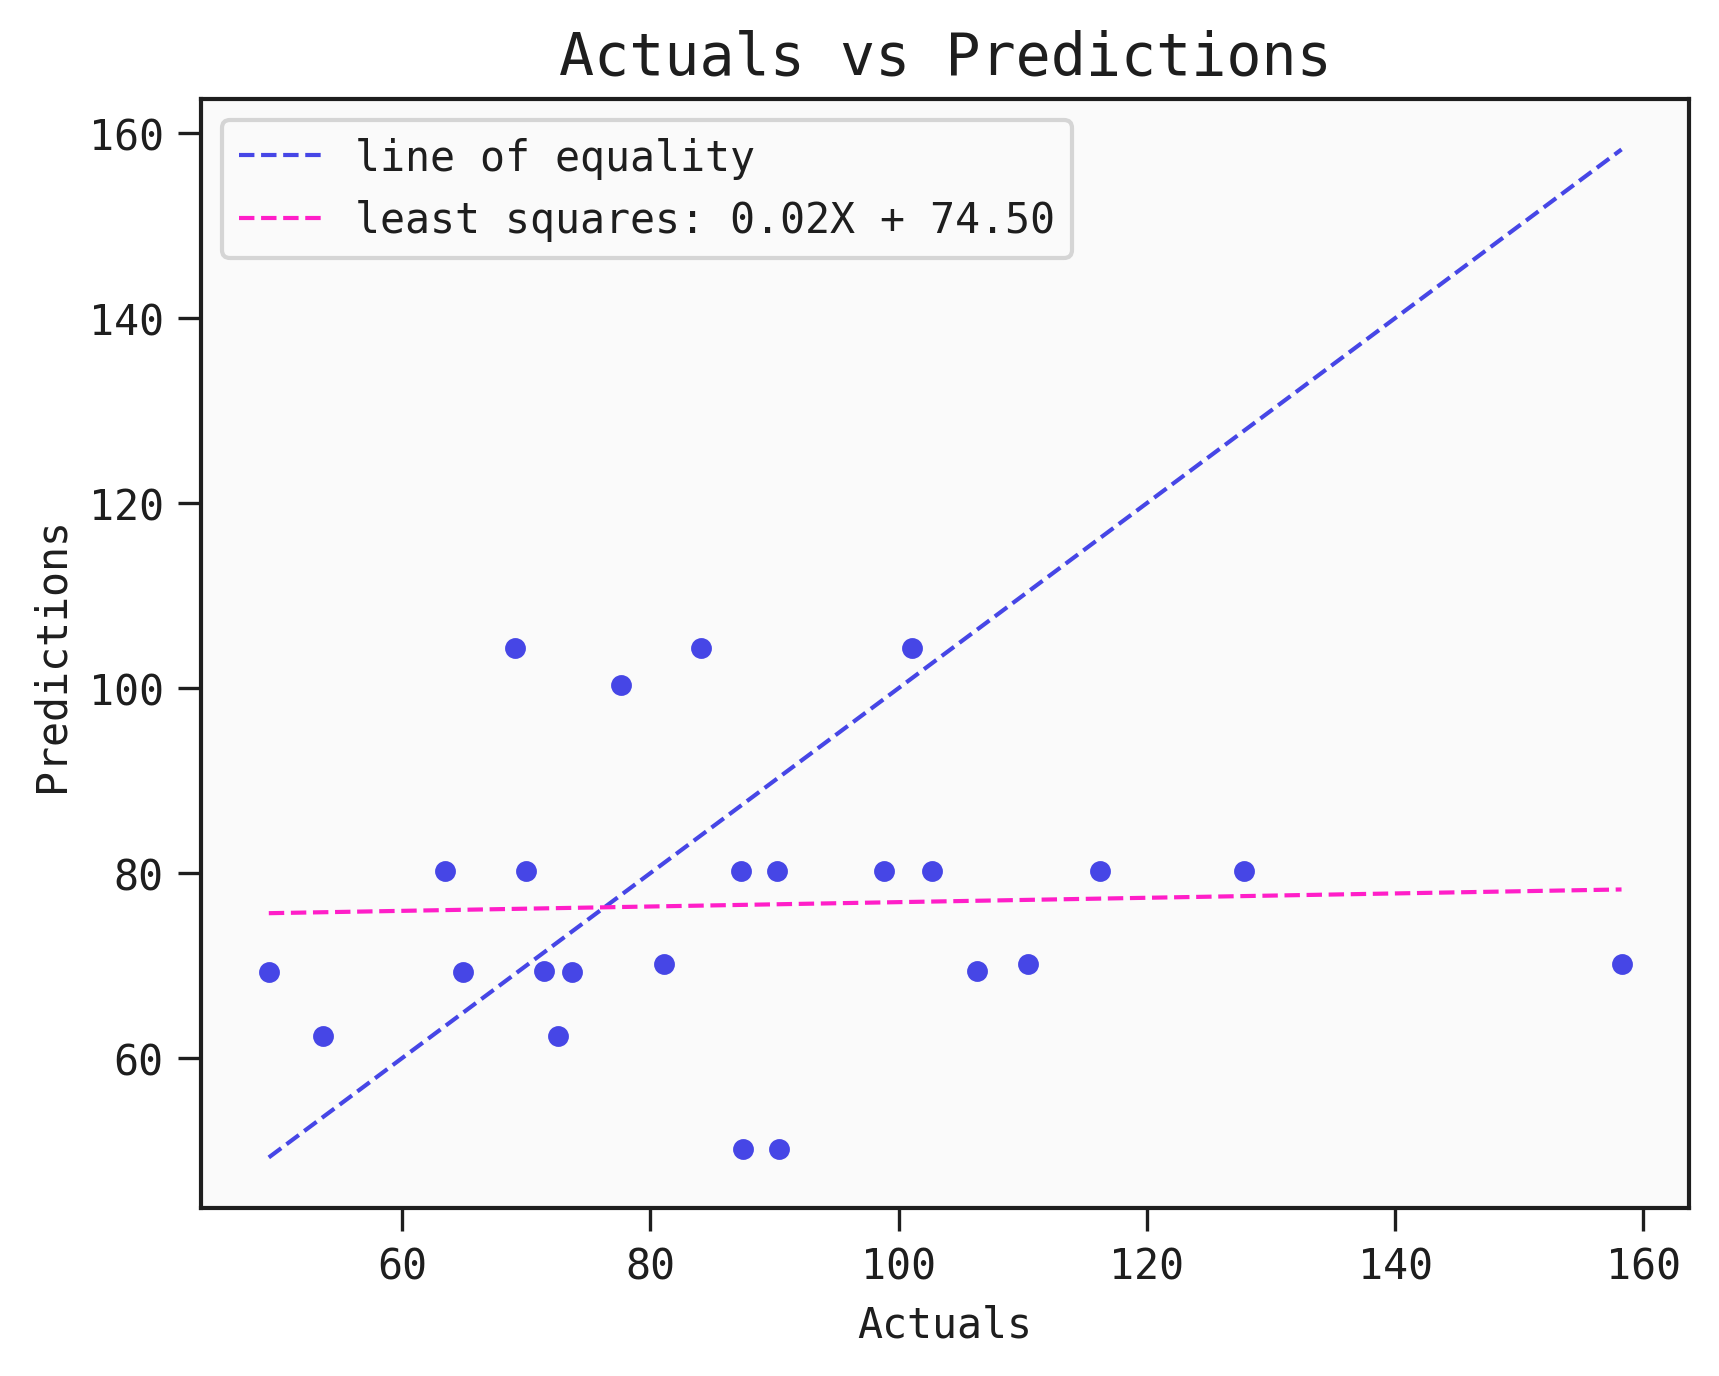 Actuals vs Predictions
line of equality
least squares: 0.02X + 74.50
160
140
120
100
80
60
Predictions
60 80 100 120 140 160
Actuals